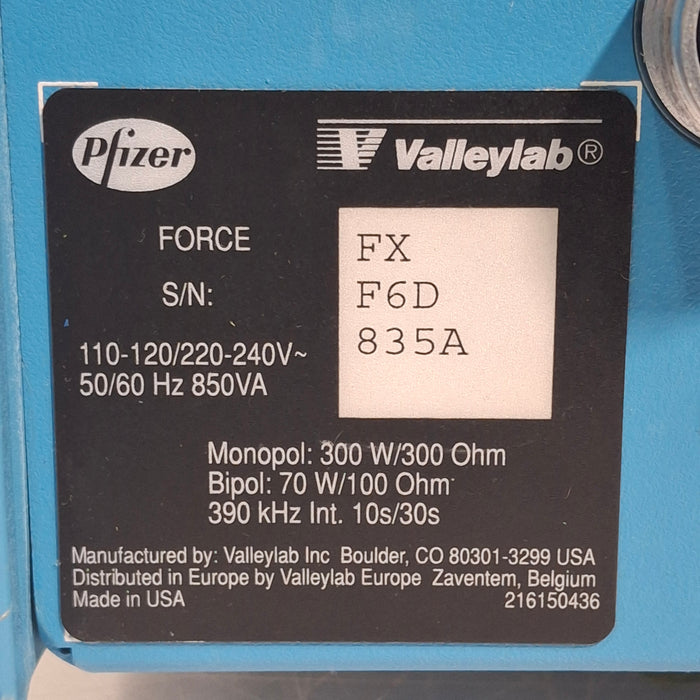 Pfizer
Valleylab®
FORCE FX
S/N: F6D
835A
110-120/220-240V~
50/60 Hz 850VA
Monopol: 300 W/300 Ohm
Bipol: 70 W/100 Ohm
390 kHz Int. 10s/30s
Manufactured by: Valleylab Inc Boulder, CO 80301-3299 USA
Distributed in Europe by Valleylab Europe Zaventem, Belgium
Made in USA 216150436